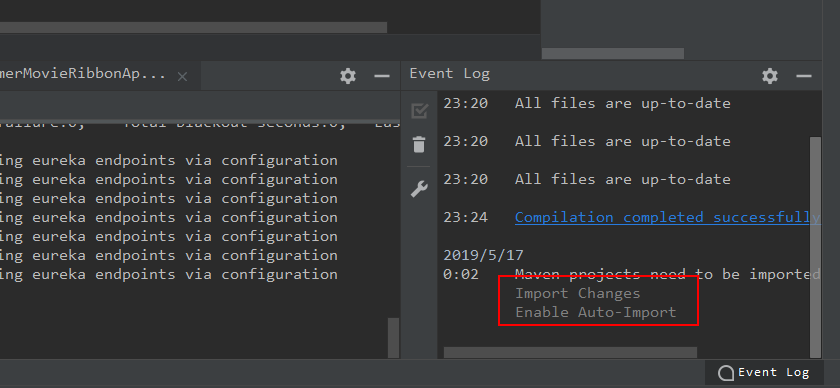 merMovieRibbonAp...
ing eureka endpoints via configuration
ing eureka endpoints via configuration
ing eureka endpoints via configuration
ing eureka endpoints via configuration
ing eureka endpoints via configuration
ing eureka endpoints via configuration
ing eureka endpoints via configuration
Event Log
23:20 All files are up-to-date
23:20 All files are up-to-date
23:20 All files are up-to-date
23:24 Compilation completed successfully
2019/5/17
0:02 Maven projects need to be imported
Import Changes
Enable Auto-Import
Event Log